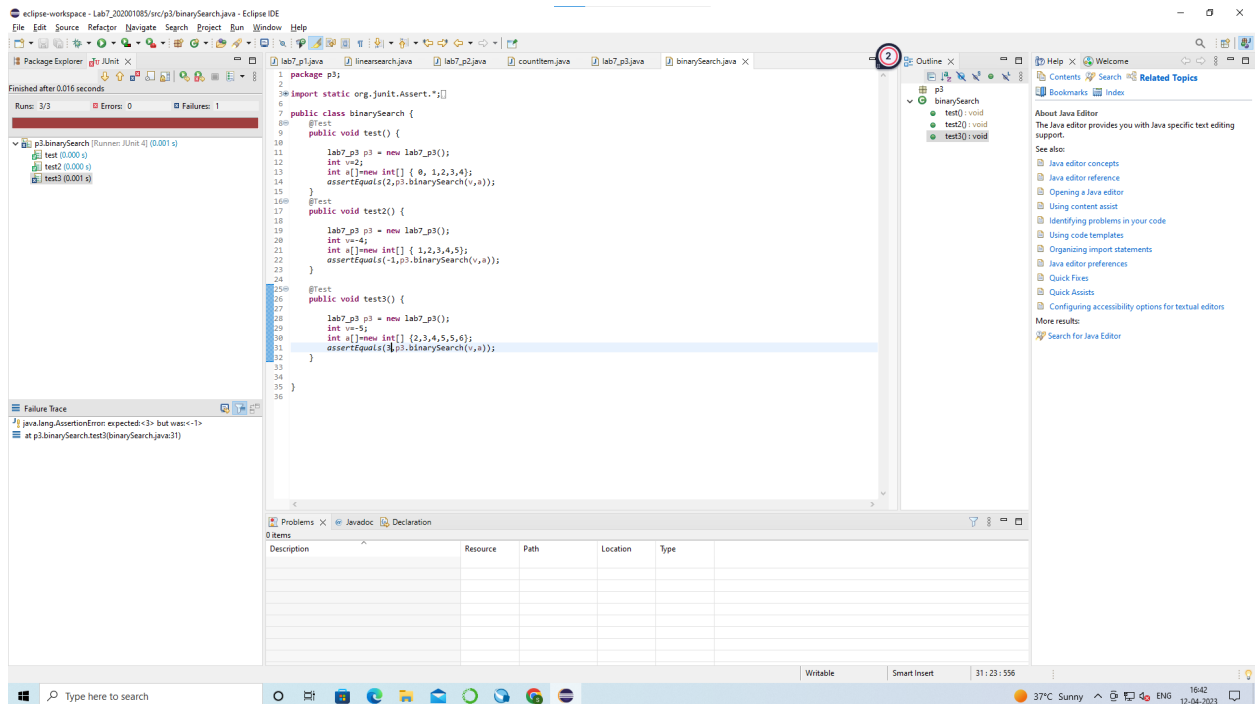 eclipse-workspace - Lab7_202001085/src/p3/binarySearch.java - Eclipse IDE
File Edit Source Refactor Navigate Search Project Run Window Help
Package Explorer JUnit
Finished after 0.016 seconds
Runs: 3/3 Errors: 0 Failures: 1
p3.binarySearch [Runner: JUnit 4] (0.001 s)
test (0.000 s)
test2 (0.000 s)
test3 (0.001 s)
Failure Trace
java.lang.AssertionError: expected:<3> but was:<-1>
at p3.binarySearch.test3(binarySearch.java:31)
lab7_p1.java linearsearch.java lab7_p2.java countItem.java lab7_p3.java binarySearch.java
1 package p3;
2
3 import static org.junit.Assert.*;
6
7 public class binarySearch {
8 @Test
9 public void test() {
10
11 lab7_p3 p3 = new lab7_p3();
12 int v=2;
13 int a[]=new int[] { 0, 1,2,3,4};
14 assertEquals(2,p3.binarySearch(v,a));
15 }
16 @Test
17 public void test2() {
18
19 lab7_p3 p3 = new lab7_p3();
20 int v=-4;
21 int a[]=new int[] { 1,2,3,4,5};
22 assertEquals(-1,p3.binarySearch(v,a));
23 }
24
25 @Test
26 public void test3() {
27
28 lab7_p3 p3 = new lab7_p3();
29 int v=-5;
30 int a[]=new int[] {2,3,4,5,5,6};
31 assertEquals(3,p3.binarySearch(v,a));
32 }
33
34
35 }
36
2
Outline
p3
binarySearch
test() : void
test2() : void
test3() : void
Help Welcome
Contents Search Related Topics
Bookmarks Index
About Java Editor
The Java editor provides you with Java specific text editing
support.
See also:
Java editor concepts
Java editor reference
Opening a Java editor
Using content assist
Identifying problems in your code
Using code templates
Organizing import statements
Java editor preferences
Quick Fixes
Quick Assists
Configuring accessibility options for textual editors
More results:
Search for Java Editor
Problems Javadoc Declaration
0 items
Description Resource Path Location Type
Writable Smart Insert 31 : 23 : 556
Type here to search
37°C Sunny ENG 16:42
12-04-2023